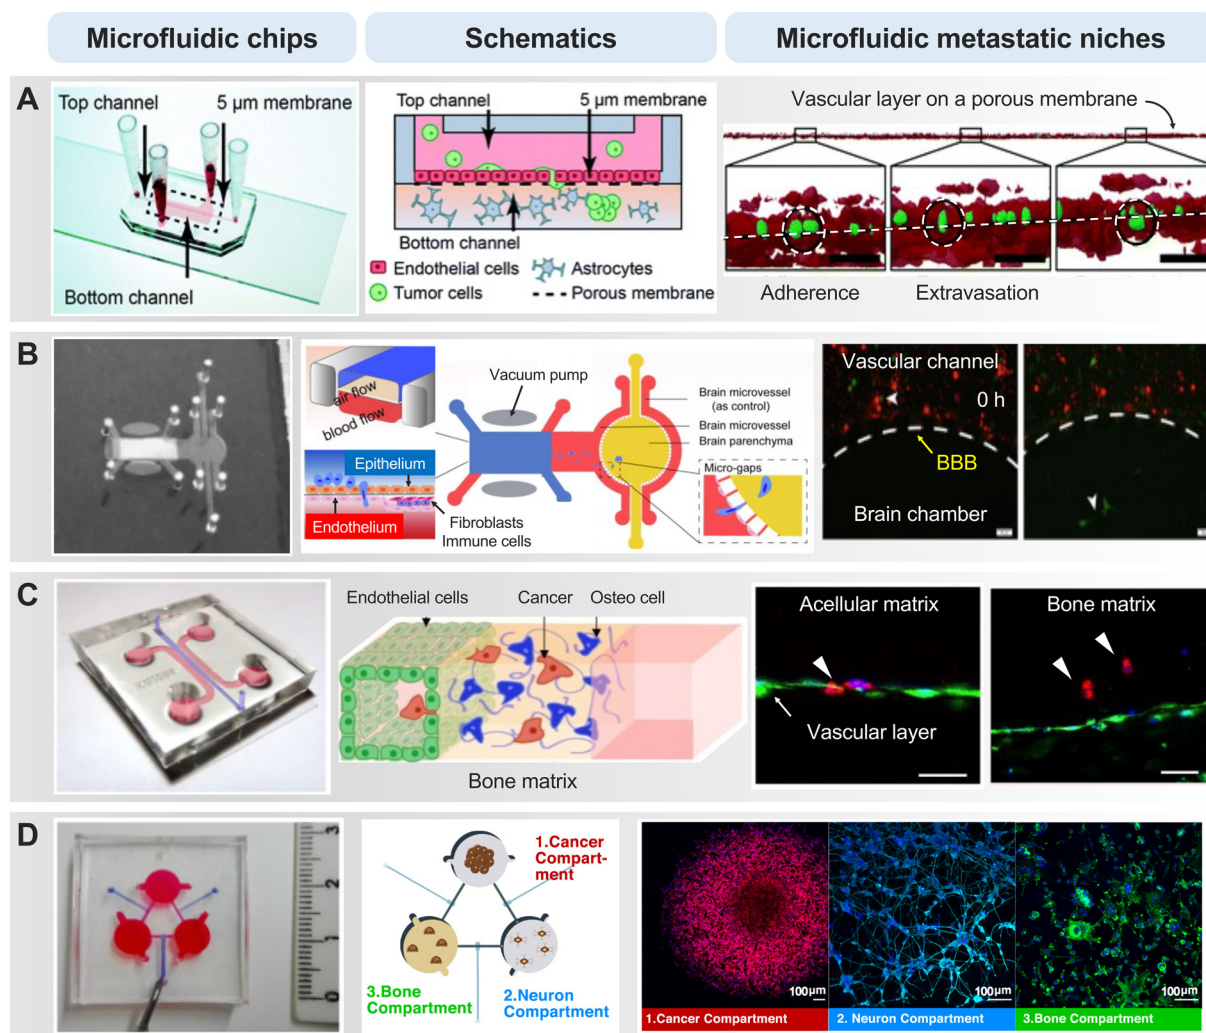 Microfluidic chips
Schematics
Microfluidic metastatic niches
A
Top channel
5 µm membrane
Bottom channel
Top channel
5 µm membrane
Bottom channel
Endothelial cells
Astrocytes
Tumor cells
Porous membrane
Vascular layer on a porous membrane
Adherence
Extravasation
B
air flow
blood flow
Vacuum pump
Epithelium
Endothelium
Fibroblasts
Immune cells
Brain microvessel
(as control)
Brain microvessel
Brain parenchyma
Micro-gaps
Vascular channel
0 h
BBB
Brain chamber
C
Endothelial cells
Cancer
Osteo cell
Bone matrix
Acellular matrix
Vascular layer
Bone matrix
D
3
2
1
0
1.Cancer
Compart-
ment
3.Bone
Compartment
2.Neuron
Compartment
100µm
100µm
100µm
1.Cancer Compartment
2. Neuron Compartment
3.Bone Compartment